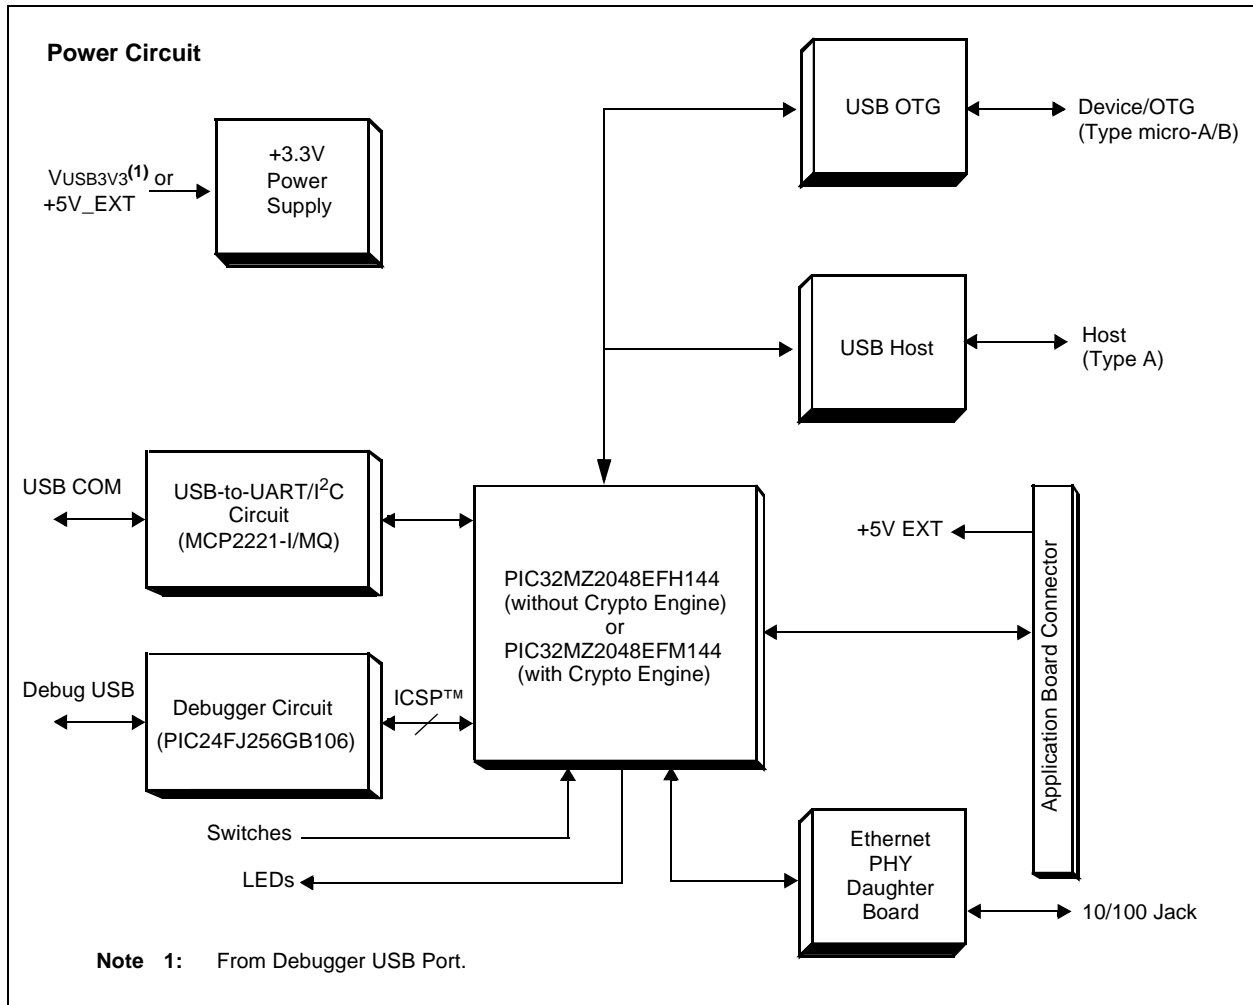 Power Circuit
+3.3V
Power
Supply
VUSB3V3(1) or
+5V_EXT
USB OTG
Device/OTG
(Type micro-A/B)
USB Host
Host
(Type A)
USB COM
USB-to-UART/I2C
Circuit
(MCP2221-I/MQ)
PIC32MZ2048EFH144
(without Crypto Engine)
or
PIC32MZ2048EFM144
(with Crypto Engine)
+5V EXT
Application Board Connector
Debug USB
Debugger Circuit
(PIC24FJ256GB106)
ICSP™
Switches
LEDs
Ethernet
PHY
Daughter
Board
10/100 Jack
Note 1: From Debugger USB Port.